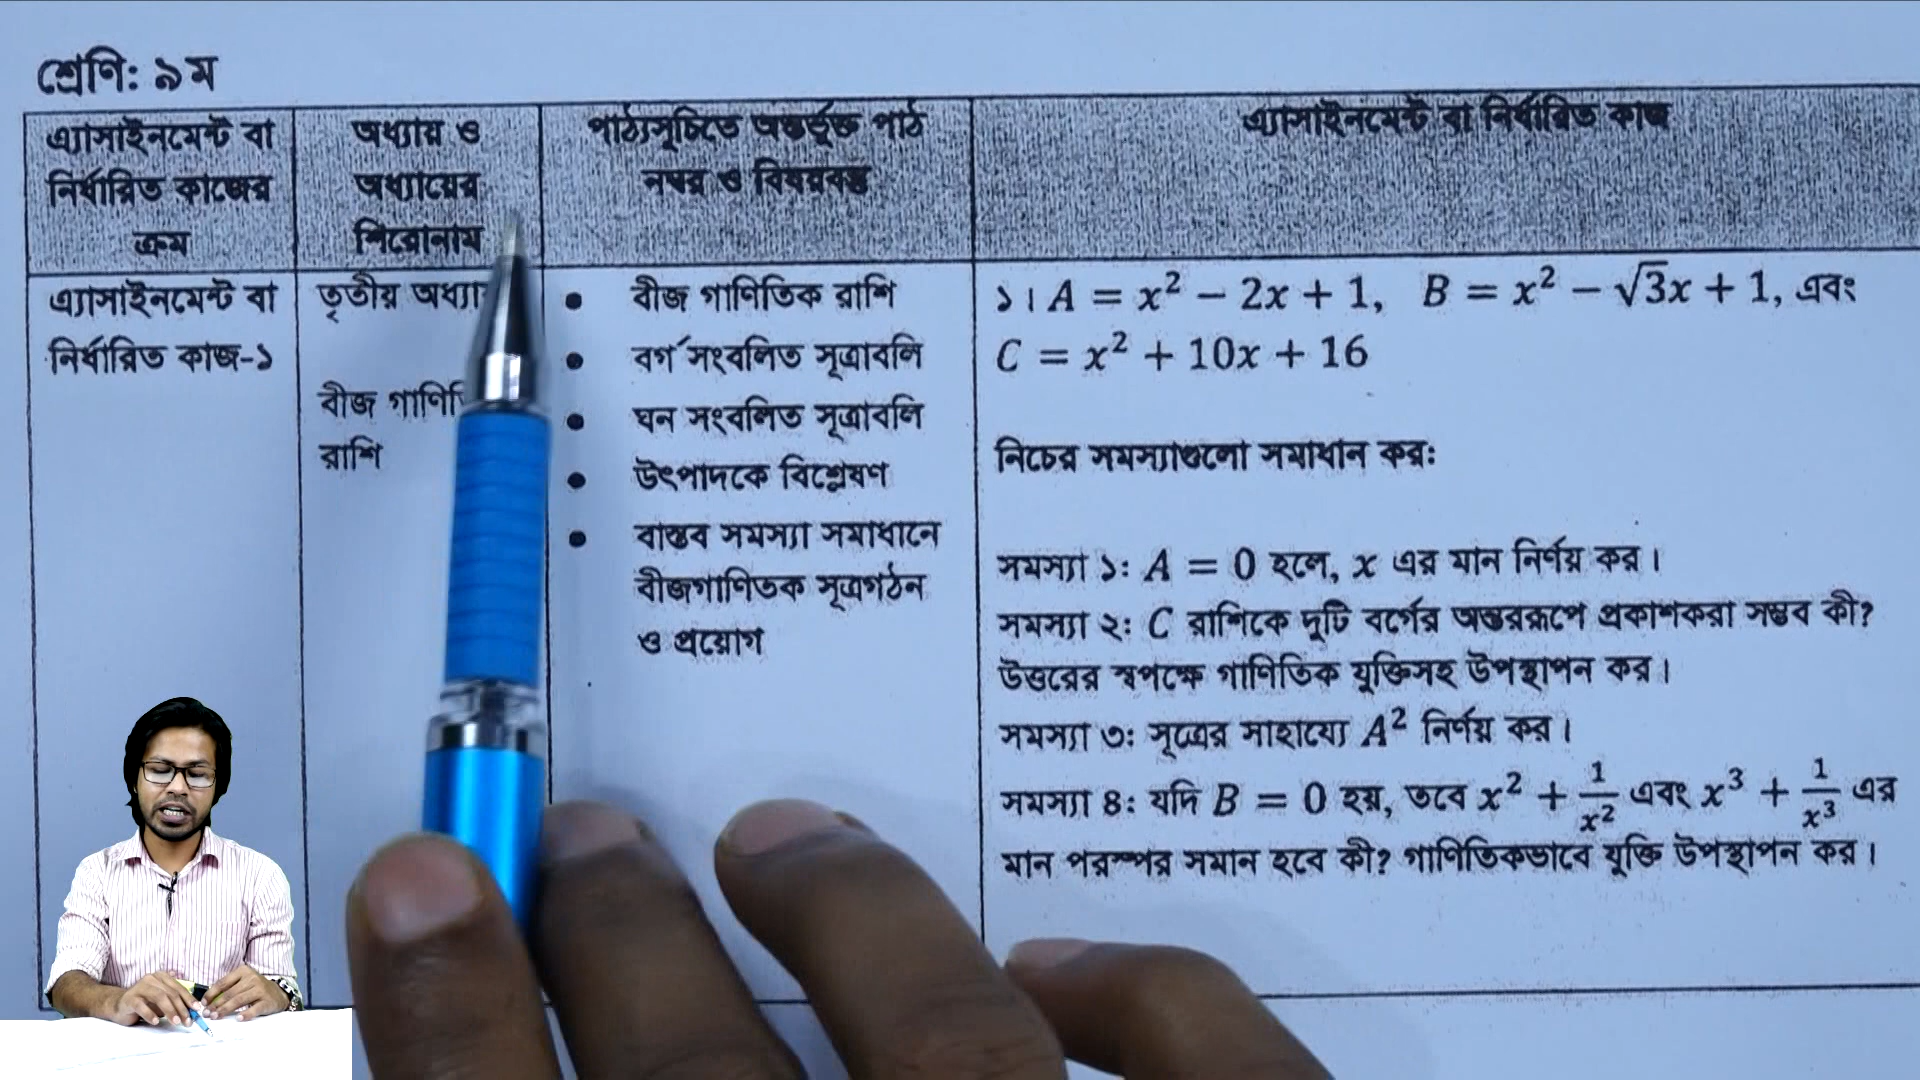 শ্রেণি: ৯ম
এ্যাসাইনমেন্ট বা
নির্ধারিত কাজের
ক্রম
অধ্যায় ও
অধ্যায়ের
শিরোনাম
পাঠ্যসূচিতে অন্তর্ভুক্ত পাঠ
নম্বর ও বিষয়বস্তু
এ্যাসাইনমেন্ট বা নির্ধারিত কাজ
এ্যাসাইনমেন্ট বা
নির্ধারিত কাজ-১
তৃতীয়
বীজ
রাশি
• বীজ গাণিতিক রাশি
• বর্গ সংবলিত সূত্রাবলি
• ঘন সংবলিত সূত্রাবলি
• উৎপাদকে বিশ্লেষণ
• বাস্তব সমস্যা সমাধানে
বীজগাণিতক সূত্রগঠন
ও প্রয়োগ
১। A = x² − 2x + 1, B = x² − √3x + 1, এবং
C = x² + 10x + 16
নিচের সমস্যাগুলো সমাধান কর:
সমস্যা ১: A = 0 হলে, x এর মান নির্ণয় কর।
সমস্যা ২: C রাশিকে দুটি বর্গের অন্তররূপে প্রকাশকরা সম্ভব কী?
উত্তরের স্বপক্ষে গাণিতিক যুক্তিসহ উপস্থাপন কর।
সমস্যা ৩: সূত্রের সাহায্যে A² নির্ণয় কর।
সমস্যা ৪: যদি B = 0 হয়, তবে x² + 1/x² এবং x³ + 1/x³ এর
মান পরস্পর সমান হবে কী? গাণিতিকভাবে যুক্তি উপস্থাপন কর।